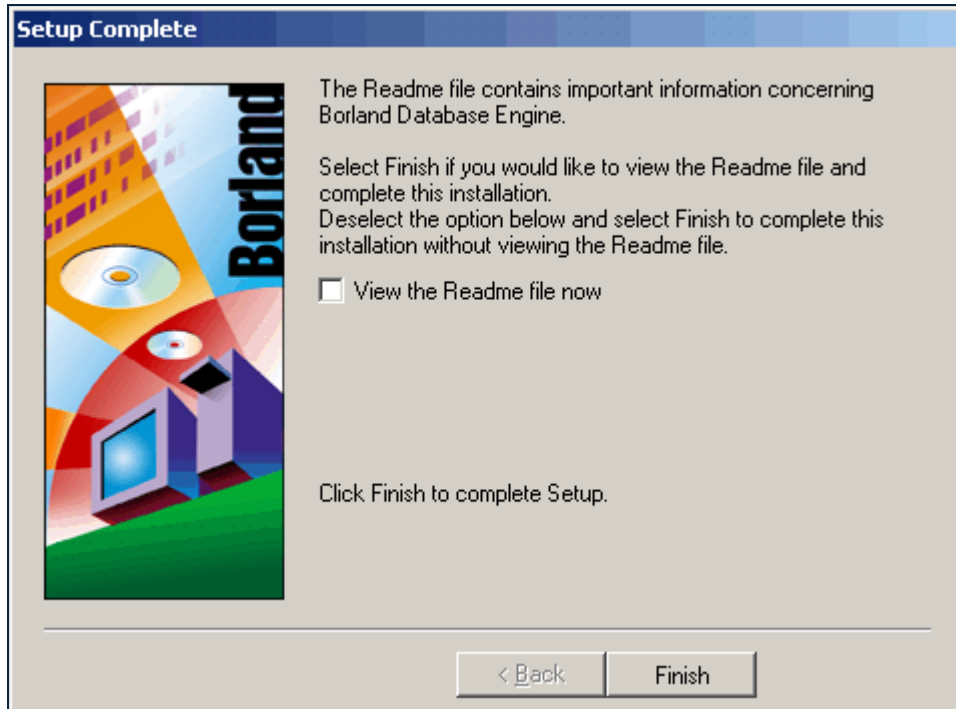 Setup Complete
Borland
The Readme file contains important information concerning
Borland Database Engine.
Select Finish if you would like to view the Readme file and
complete this installation.
Deselect the option below and select Finish to complete this
installation without viewing the Readme file.
View the Readme file now
Click Finish to complete Setup.
< Back
Finish